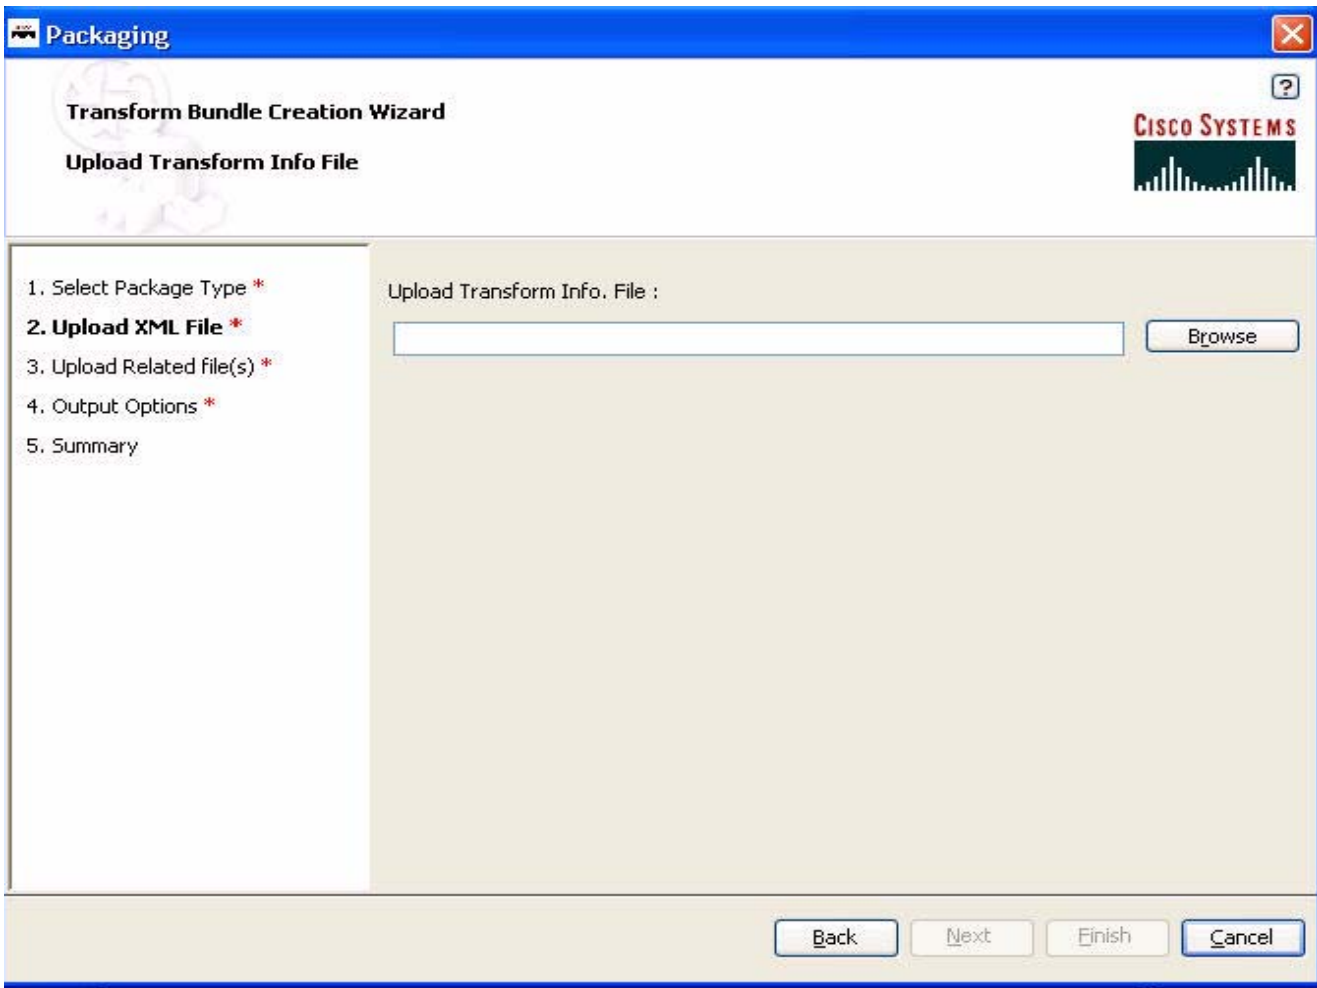 Packaging
?
Transform Bundle Creation Wizard
CISCO SYSTEMS
Upload Transform Info File
1. Select Package Type *
2. Upload XML File *
3. Upload Related file(s) *
4. Output Options *
5. Summary
Upload Transform Info. File :
Browse
Back
Next
Finish
Cancel